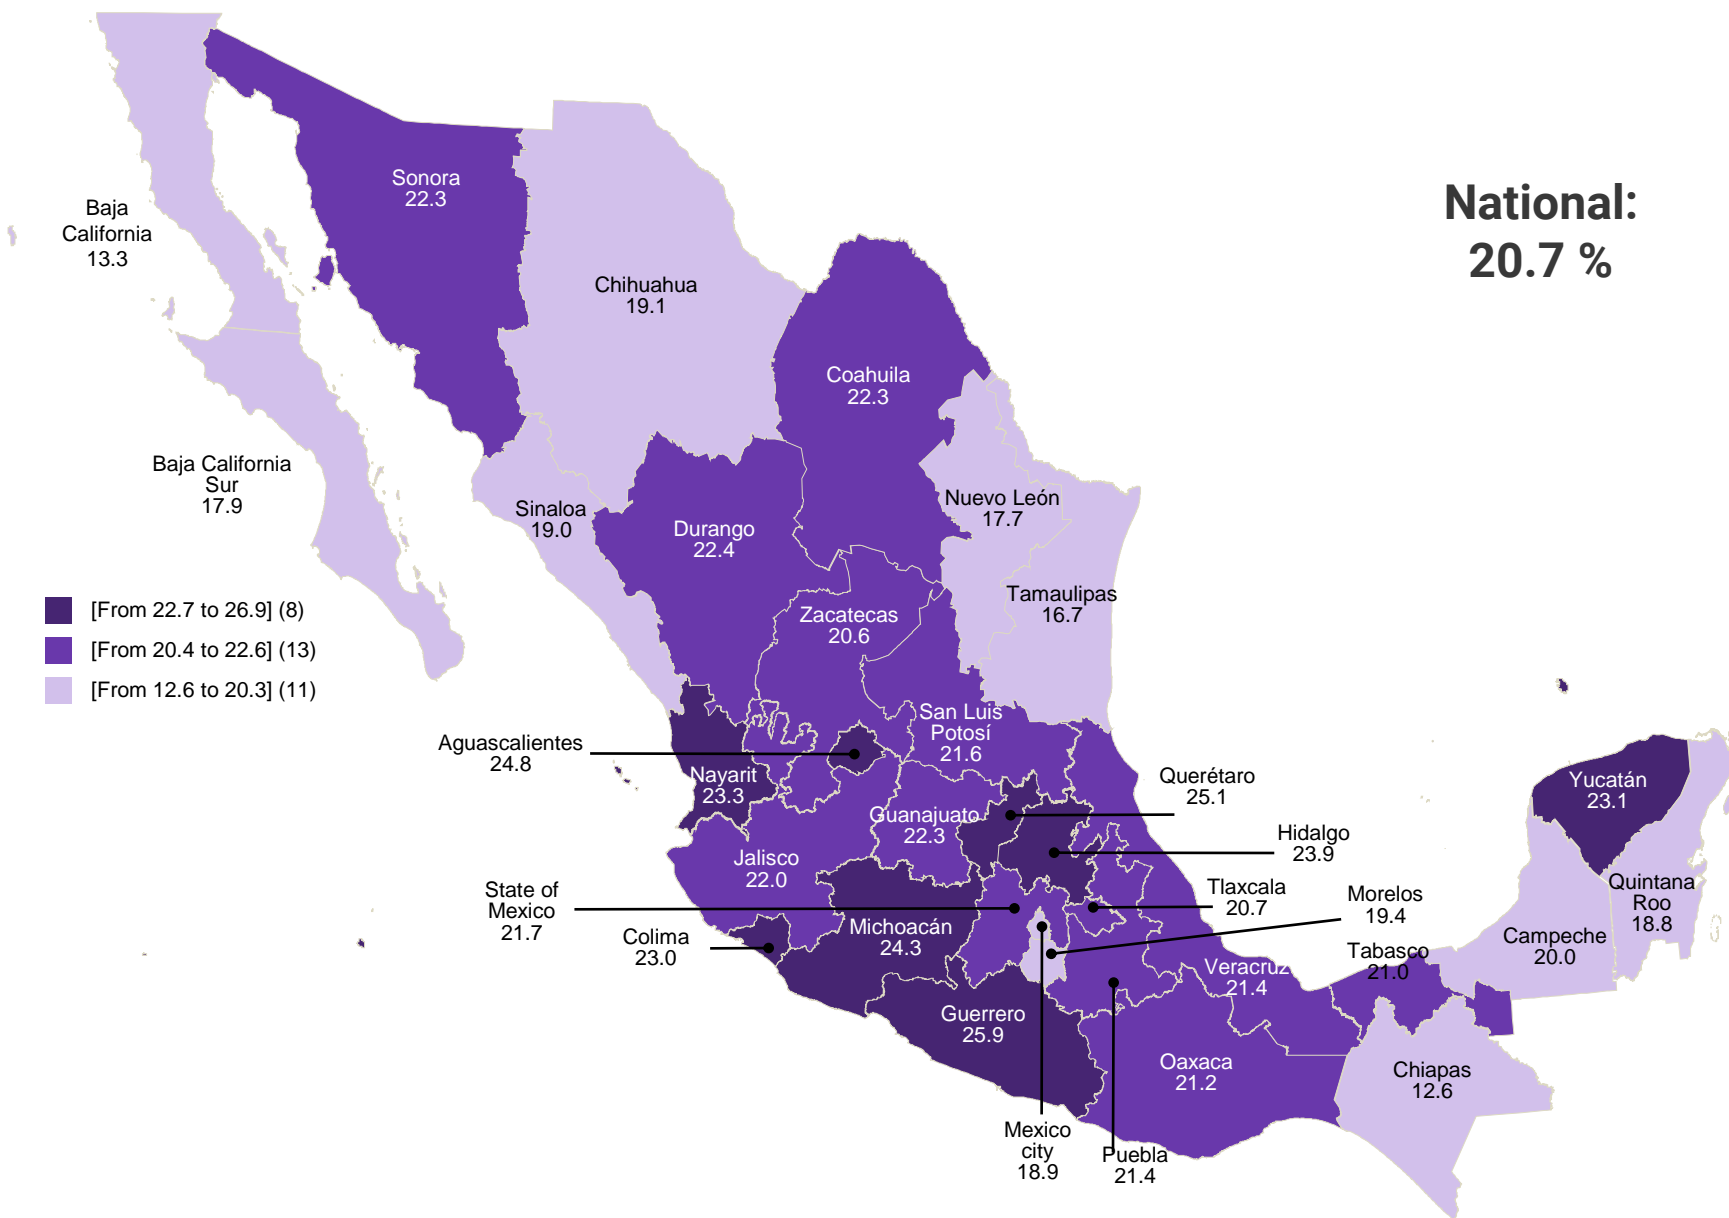 National:
20.7 %
Sonora
22.3
Baja
California
13.3
Chihuahua
19.1
Coahuila
22.3
Baja California
Sur
17.9
Sinaloa
19.0
Durango
22.4
Nuevo León
17.7
Tamaulipas
16.7
Zacatecas
20.6
[From 22.7 to 26.9] (8)
[From 20.4 to 22.6] (13)
[From 12.6 to 20.3] (11)
San Luis
Potosí
21.6
Aguascalientes
24.8
Nayarit
23.3
Querétaro
25.1
Yucatán
23.1
Guanajuato
22.3
Hidalgo
23.9
Jalisco
22.0
State of
Mexico
21.7
Tlaxcala
20.7
Morelos
19.4
Quintana
Roo
18.8
Colima
23.0
Michoacán
24.3
Campeche
20.0
Tabasco
21.0
Veracruz
21.4
Guerrero
25.9
Oaxaca
21.2
Chiapas
12.6
Mexico
city
18.9
Puebla
21.4